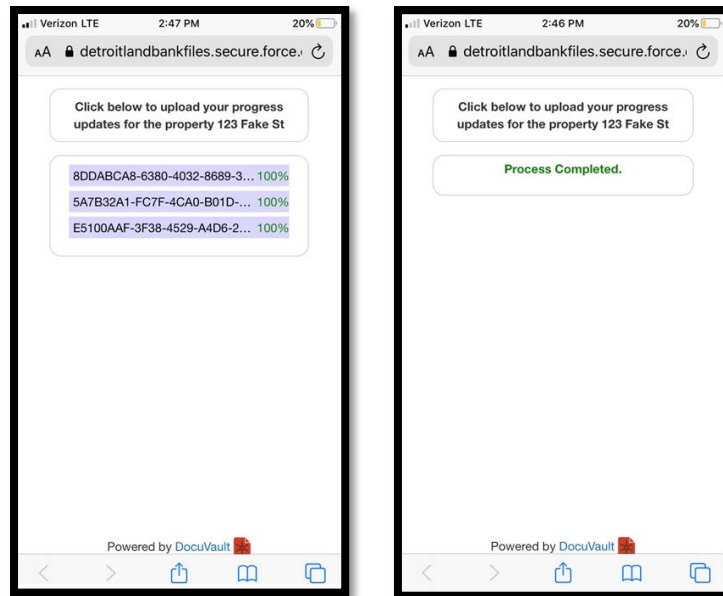 Verizon LTE 2:47 PM 20%
AA detroitlandbankfiles.secure.force.
Click below to upload your progress
updates for the property 123 Fake St
8DDABCA8-6380-4032-8689-3... 100%
5A7B32A1-FC7F-4CA0-B01D-... 100%
E5100AAF-3F38-4529-A4D6-2... 100%
Powered by DocuVault
Verizon LTE 2:46 PM 20%
AA detroitlandbankfiles.secure.force.
Click below to upload your progress
updates for the property 123 Fake St
Process Completed.
Powered by DocuVault